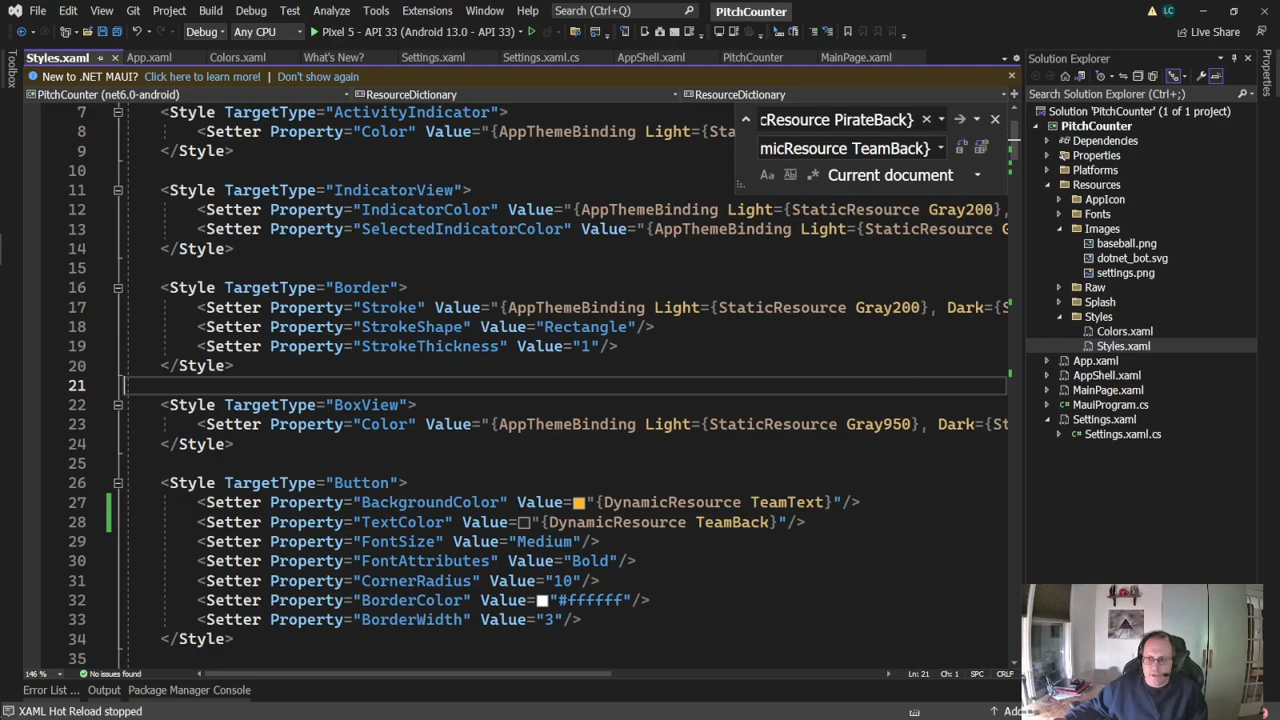 File Edit View Git Project Build Debug Test Analyze Tools Extensions Window Help Search (Ctrl+Q) PitchCounter LC
Debug Any CPU Pixel 5 - API 33 (Android 13.0 - API 33) Live Share
Styles.xaml App.xaml Colors.xaml What's New? Settings.xaml Settings.xaml.cs AppShell.xaml PitchCounter MainPage.xaml
Toolbox
New to .NET MAUI? Click here to learn more! Don't show again
PitchCounter (net6.0-android) ResourceDictionary ResourceDictionary
cResource PirateBack}
micResource TeamBack}
Aa Current document
7 <Style TargetType="ActivityIndicator">
8 <Setter Property="Color" Value="{AppThemeBinding Light={Sta
9 </Style>
10
11 <Style TargetType="IndicatorView">
12 <Setter Property="IndicatorColor" Value="{AppThemeBinding Light={StaticResource Gray200},
13 <Setter Property="SelectedIndicatorColor" Value="{AppThemeBinding Light={StaticResource G
14 </Style>
15
16 <Style TargetType="Border">
17 <Setter Property="Stroke" Value="{AppThemeBinding Light={StaticResource Gray200}, Dark={S
18 <Setter Property="StrokeShape" Value="Rectangle"/>
19 <Setter Property="StrokeThickness" Value="1"/>
20 </Style>
21
22 <Style TargetType="BoxView">
23 <Setter Property="Color" Value="{AppThemeBinding Light={StaticResource Gray950}, Dark={St
24 </Style>
25
26 <Style TargetType="Button">
27 <Setter Property="BackgroundColor" Value="{DynamicResource TeamText}"/>
28 <Setter Property="TextColor" Value="{DynamicResource TeamBack}"/>
29 <Setter Property="FontSize" Value="Medium"/>
30 <Setter Property="FontAttributes" Value="Bold"/>
31 <Setter Property="CornerRadius" Value="10"/>
32 <Setter Property="BorderColor" Value="#ffffff"/>
33 <Setter Property="BorderWidth" Value="3"/>
34 </Style>
35
146 % No issues found Ln: 21 Ch: 1 SPC CRLF
Error List ... Output Package Manager Console
XAML Hot Reload stopped
Solution Explorer
Search Solution Explorer (Ctrl+;)
Solution 'PitchCounter' (1 of 1 project)
PitchCounter
Dependencies
Properties
Platforms
Resources
AppIcon
Fonts
Images
baseball.png
dotnet_bot.svg
settings.png
Raw
Splash
Styles
Colors.xaml
Styles.xaml
App.xaml
AppShell.xaml
MainPage.xaml
MauiProgram.cs
Settings.xaml
Settings.xaml.cs
Properties